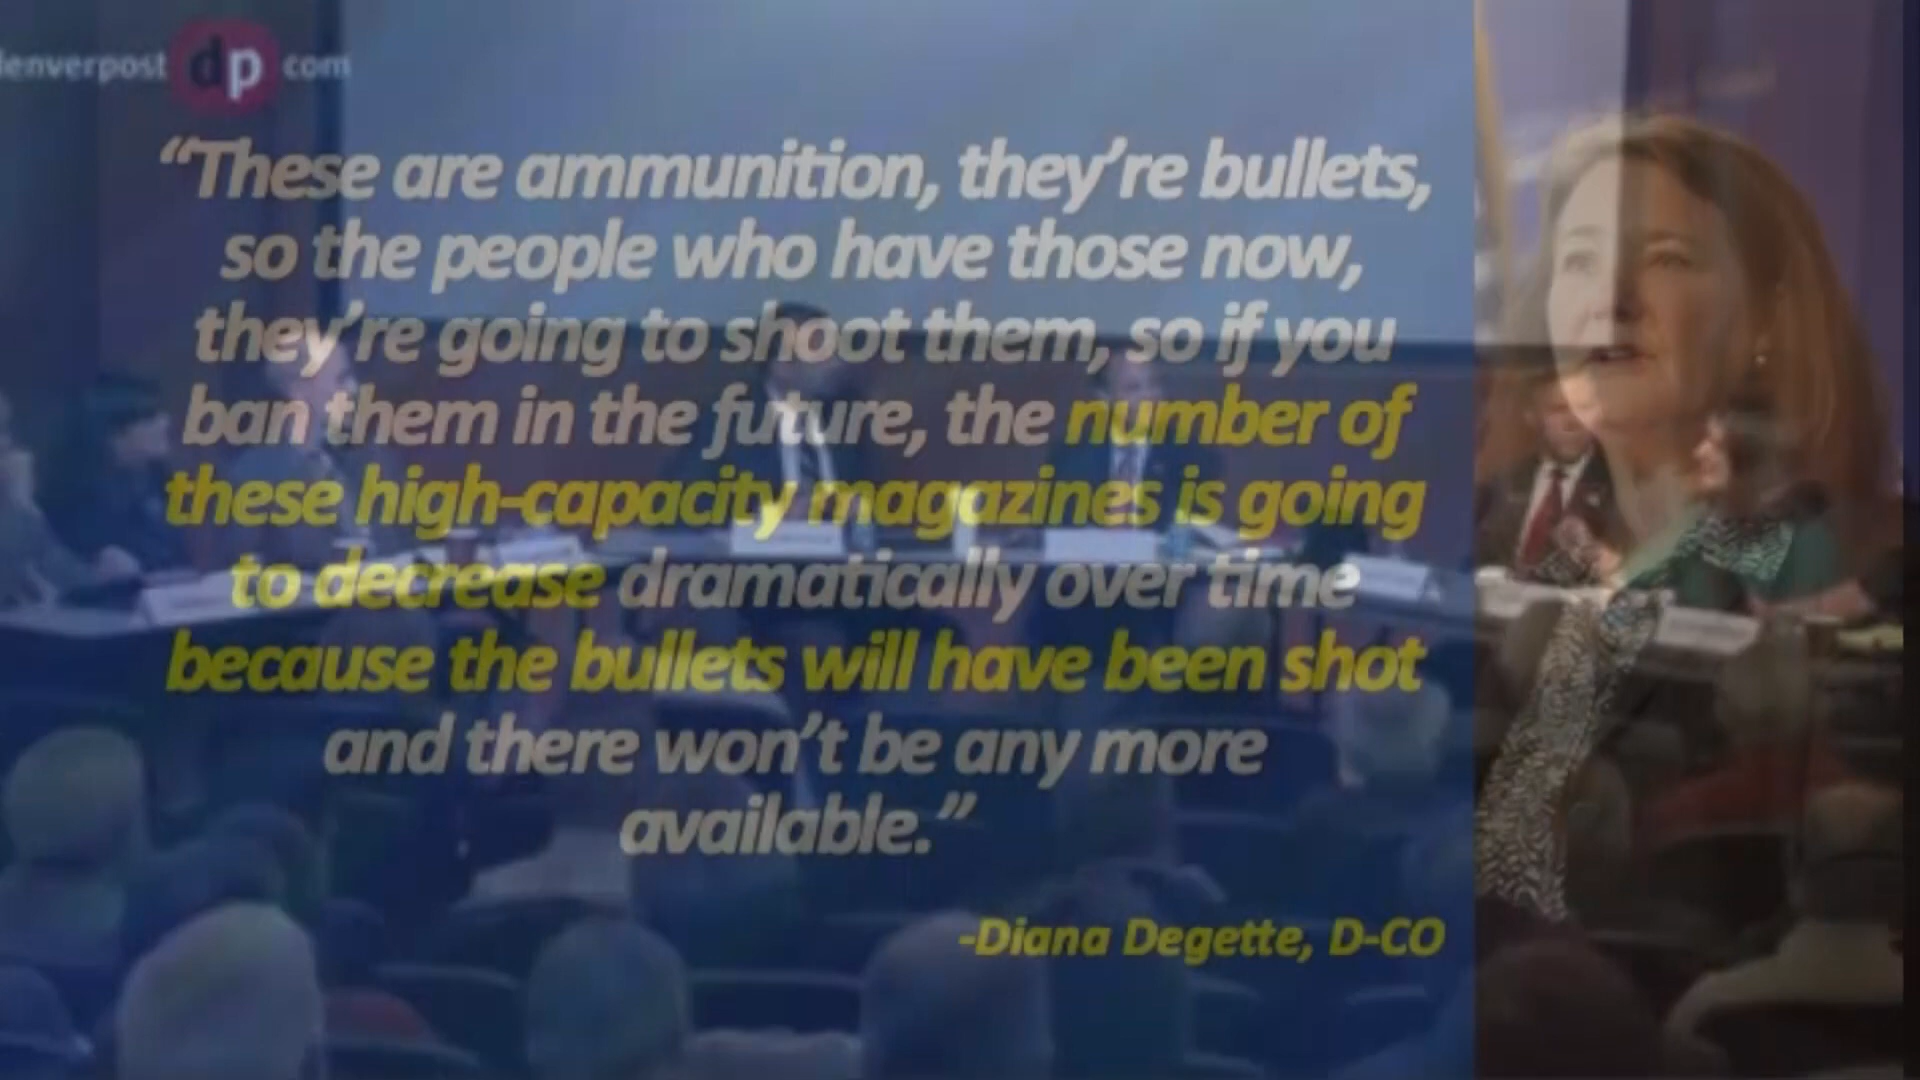 denverpost dp com
“These are ammunition, they’re bullets,
so the people who have those now,
they’re going to shoot them, so if you
ban them in the future, the number of
these high-capacity magazines is going
to decrease dramatically over time
because the bullets will have been shot
and there won’t be any more
available.”
-Diana Degette, D-CO